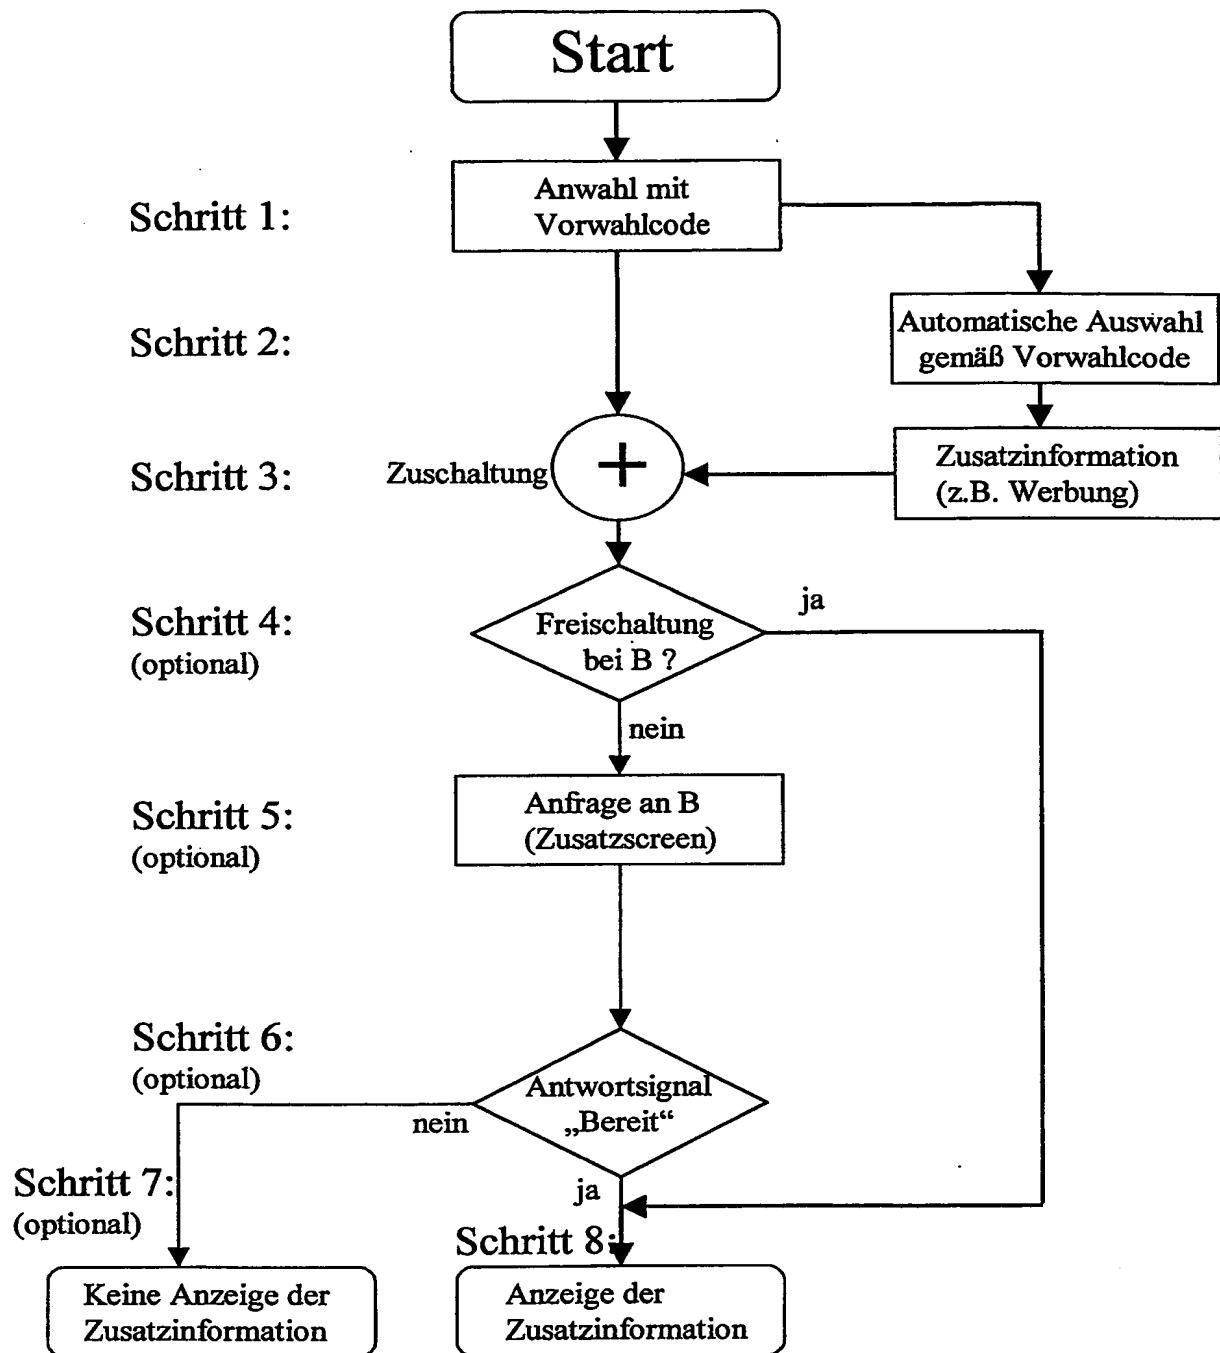 Start
Schritt 1:
Anwahl mit
Vorwahlcode
Schritt 2:
Automatische Auswahl
gemäß Vorwahlcode
Schritt 3:
Zuschaltung
+
Zusatzinformation
(z.B. Werbung)
Schritt 4:
(optional)
Freischaltung
bei B ?
ja
nein
Schritt 5:
(optional)
Anfrage an B
(Zusatzscreen)
Schritt 6:
(optional)
Antwortsignal
„Bereit“
nein
ja
Schritt 7:
(optional)
Schritt 8:
Keine Anzeige der
Zusatzinformation
Anzeige der
Zusatzinformation